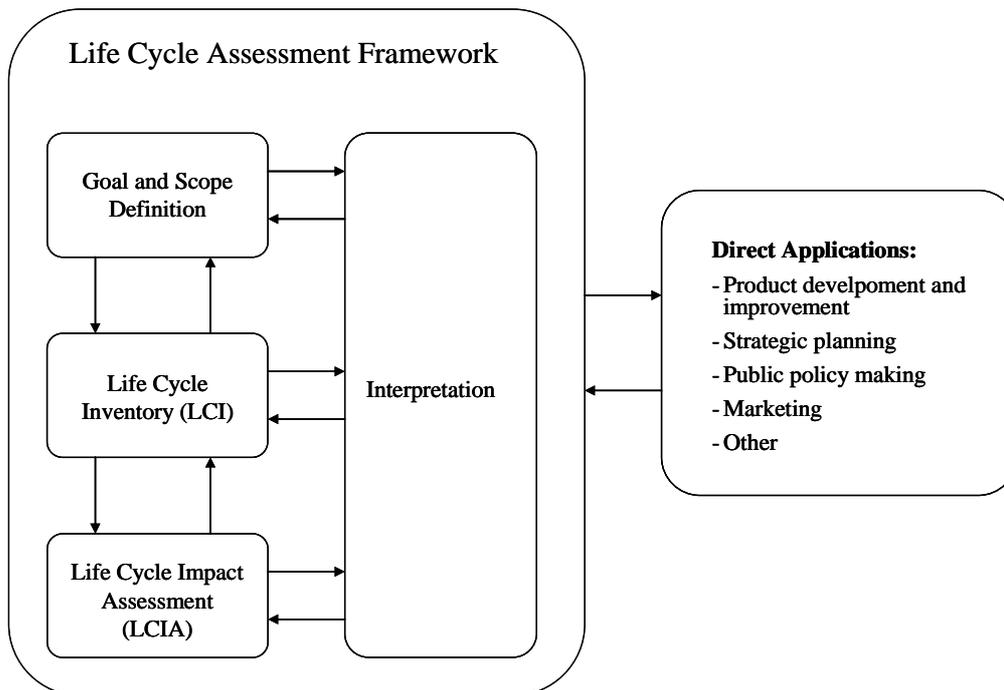 Life Cycle Assessment Framework
Goal and Scope
Definition
Life Cycle
Inventory (LCI)
Life Cycle Impact
Assessment
(LCIA)
Interpretation
Direct Applications:
- Product develpoment and
improvement
- Strategic planning
- Public policy making
- Marketing
- Other